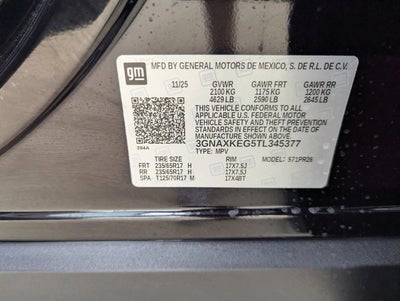 gm
MFD BY GENERAL MOTORS DE MEXICO, S. DE R.L. DE C.V.
11/25 GVWR GAWR FRT GAWR RR
2100 KG 1175 KG 1200 KG
4629 LB 2590 LB 2645 LB
THIS VEHICLE CONFORMS TO ALL
APPLICABLE U.S. FEDERAL MOTOR
VEHICLE SAFETY AND THEFT
PREVENTION STANDARDS IN EFFECT
ON THE DATE OF MANUFACTURE
SHOWN ABOVE.
3GNAXKEG5TL345377
TYPE: MPV MODEL: 571PR26
TIRE SIZE RIM
FRT 235/65R17 H 17X7.5J
RR 235/65R17 H 17X7.5J
SPA T125/70R17 M 17X4BT